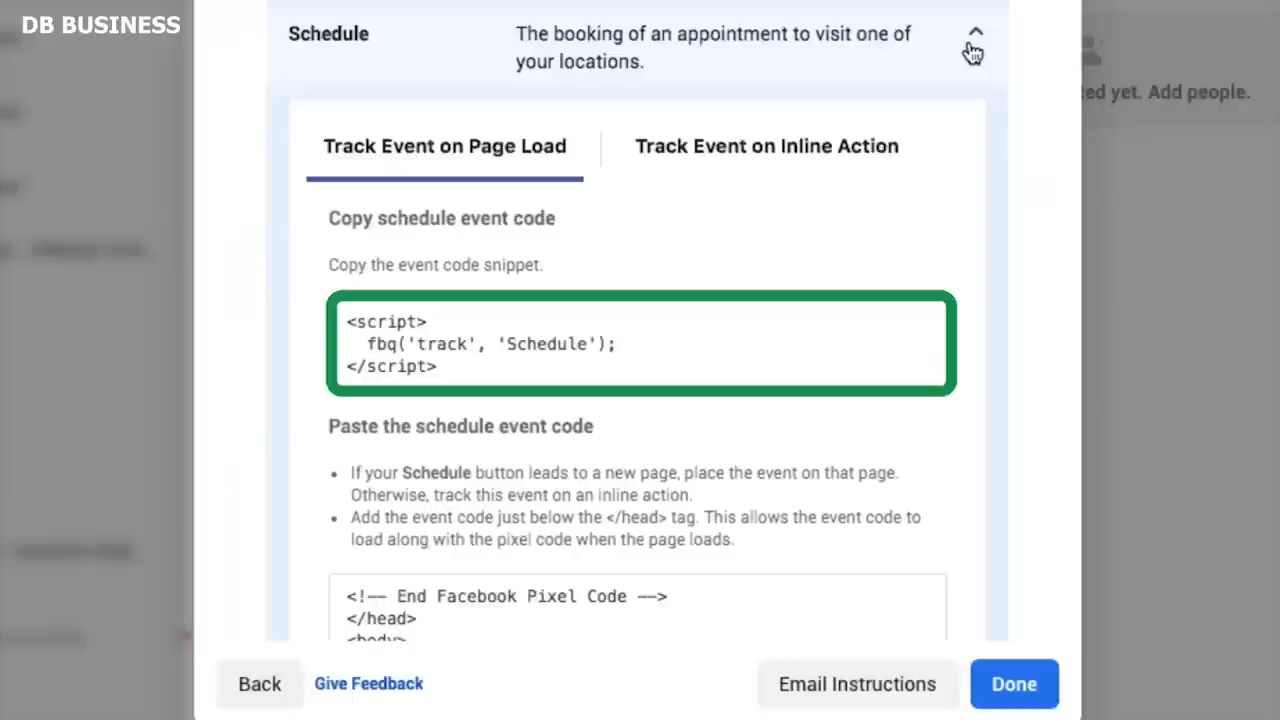 DB BUSINESS
Schedule
The booking of an appointment to visit one of
your locations.
ted yet. Add people.
Track Event on Page Load
Track Event on Inline Action
Copy schedule event code
Copy the event code snippet.
<script>
fbq('track', 'Schedule');
</script>
Paste the schedule event code
• If your Schedule button leads to a new page, place the event on that page.
Otherwise, track this event on an inline action.
• Add the event code just below the </head> tag. This allows the event code to
load along with the pixel code when the page loads.
<!-- End Facebook Pixel Code -->
</head>
<body>
Back
Give Feedback
Email Instructions
Done